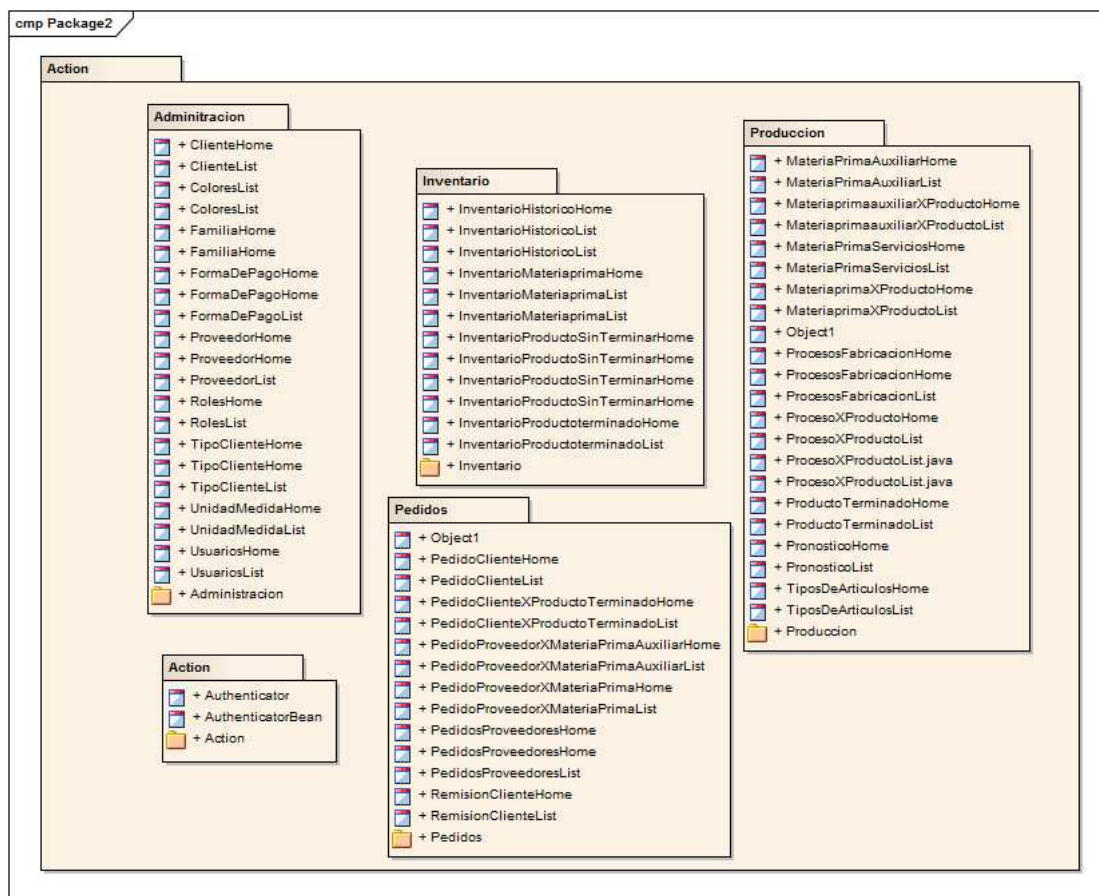 cmp Package2
Action
Adminitracion
+ ClienteHome
+ ClienteList
+ ColoresList
+ ColoresList
+ FamiliaHome
+ FamiliaHome
+ FormaDePagoHome
+ FormaDePagoHome
+ FormaDePagoList
+ ProveedorHome
+ ProveedorHome
+ ProveedorList
+ RolesHome
+ RolesList
+ TipoClienteHome
+ TipoClienteHome
+ TipoClienteList
+ UnidadMedidaHome
+ UnidadMedidaList
+ UsuariosHome
+ UsuariosList
+ Administracion
Inventario
+ InventarioHistoricoHome
+ InventarioHistoricoList
+ InventarioHistoricoList
+ InventarioMateriaprimaHome
+ InventarioMateriaprimaList
+ InventarioMateriaprimaList
+ InventarioProductoSinTerminarHome
+ InventarioProductoSinTerminarHome
+ InventarioProductoSinTerminarHome
+ InventarioProductoSinTerminarHome
+ InventarioProductoterminadoHome
+ InventarioProductoterminadoList
+ Inventario
Produccion
+ MateriaPrimaAuxiliarHome
+ MateriaPrimaAuxiliarList
+ MateriaprimaauxiliarXProductoHome
+ MateriaprimaauxiliarXProductoList
+ MateriaPrimaServiciosHome
+ MateriaPrimaServiciosList
+ MateriaprimaXProductoHome
+ MateriaprimaXProductoList
+ Object1
+ ProcesosFabricacionHome
+ ProcesosFabricacionHome
+ ProcesosFabricacionList
+ ProcesoXProductoHome
+ ProcesoXProductoList
+ ProcesoXProductoList.java
+ ProcesoXProductoList.java
+ ProductoTerminadoHome
+ ProductoTerminadoList
+ PronosticoHome
+ PronosticoList
+ TiposDeArticulosHome
+ TiposDeArticulosList
+ Produccion
Pedidos
+ Object1
+ PedidoClienteHome
+ PedidoClienteList
+ PedidoClienteXProductoTerminadoHome
+ PedidoClienteXProductoTerminadoList
+ PedidoProveedorXMateriaPrimaAuxiliarHome
+ PedidoProveedorXMateriaPrimaAuxiliarList
+ PedidoProveedorXMateriaPrimaHome
+ PedidoProveedorXMateriaPrimaList
+ PedidosProveedoresHome
+ PedidosProveedoresHome
+ PedidosProveedoresList
+ RemisionClienteHome
+ RemisionClienteList
+ Pedidos
Action
+ Authenticator
+ AuthenticatorBean
+ Action